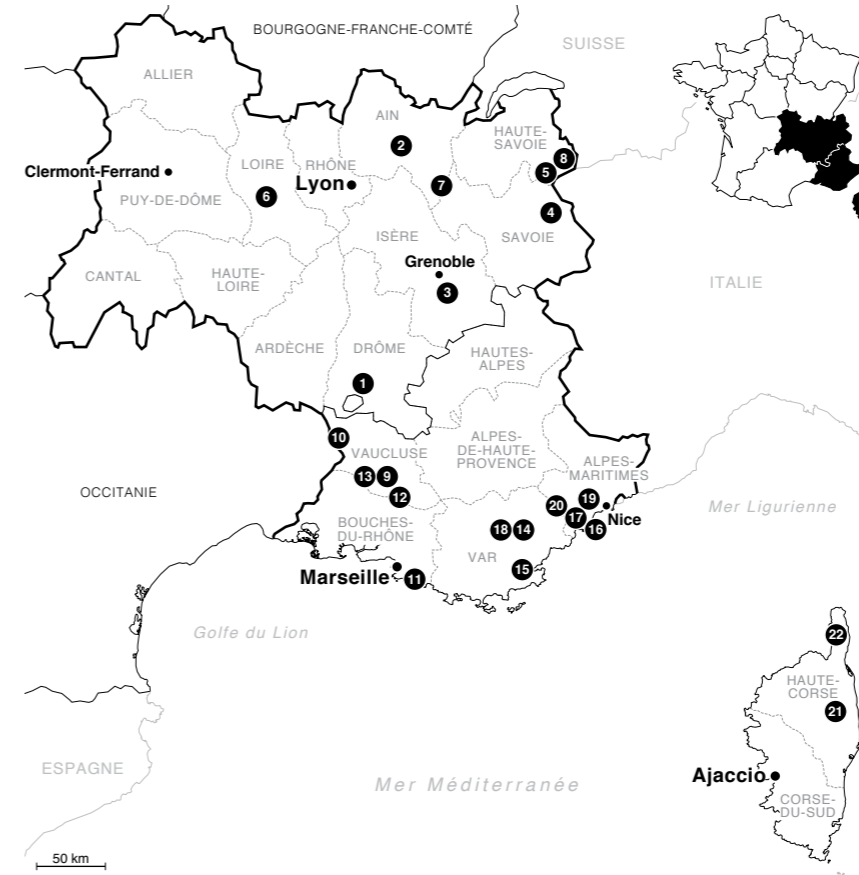 BOURGOGNE-FRANCHE-COMTÉ
SUISSE
ALLIER
AIN
2
HAUTE-
SAVOIE
8
5
Clermont-Ferrand
LOIRE
RHÔNE
Lyon
7
PUY-DE-DÔME
6
4
ISÈRE
SAVOIE
Grenoble
3
CANTAL
HAUTE-
LOIRE
ITALIE
ARDÈCHE
DRÔME
HAUTES-
ALPES
1
10
VAUCLUSE
ALPES-
DE-HAUTE-
PROVENCE
ALPES-
MARITIMES
13
9
12
OCCITANIE
19
20
17
Nice
16
Mer Ligurienne
BOUCHES-
DU-RHÔNE
18
14
VAR
15
Marseille
11
Golfe du Lion
22
HAUTE-
CORSE
21
ESPAGNE
Mer Méditerranée
Ajaccio
CORSE-
DU-SUD
50 km